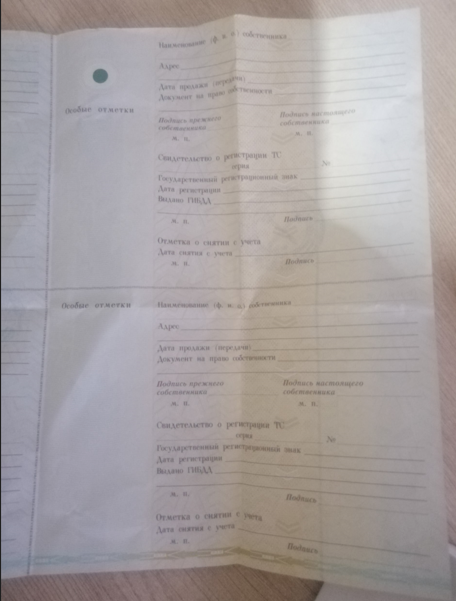 Наименование (ф. и. о.) собственника
Адрес
Дата продажи (передачи)
Документ на право собственности
Особые отметки
Подпись прежнего собственника
Подпись настоящего собственника
м. п.
м. п.
Свидетельство о регистрации ТС
серия №
Государственный регистрационный знак
Дата регистрации
Выдано ГИБДД
м. п. Подпись
Отметка о снятии с учета
Дата снятия с учета
м. п. Подпись
Особые отметки
Наименование (ф. и. о.) собственника
Адрес
Дата продажи (передачи)
Документ на право собственности
Подпись прежнего собственника
Подпись настоящего собственника
м. п.
м. п.
Свидетельство о регистрации ТС
серия №
Государственный регистрационный знак
Дата регистрации
Выдано ГИБДД
м. п. Подпись
Отметка о снятии с учета
Дата снятия с учета
м. п. Подпись